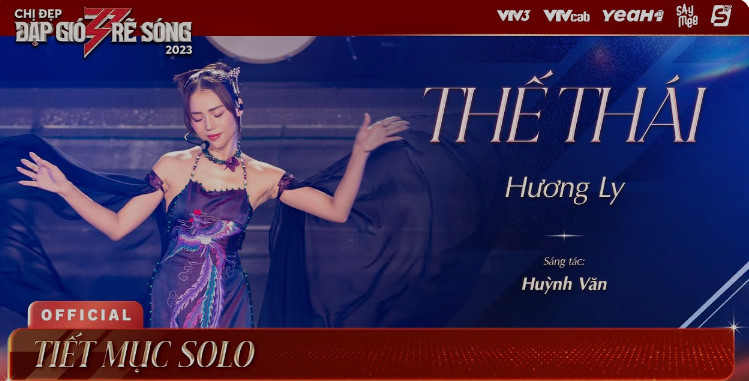 CHỊ ĐẸP
ĐẠP GIÓ 33 RẼ SÓNG
2023
VTV3 VTVcab YEAH1 SAY MEE S
THẾ THÁI
Hương Ly
Sáng tác:
Huỳnh Văn
OFFICIAL
TIẾT MỤC SOLO